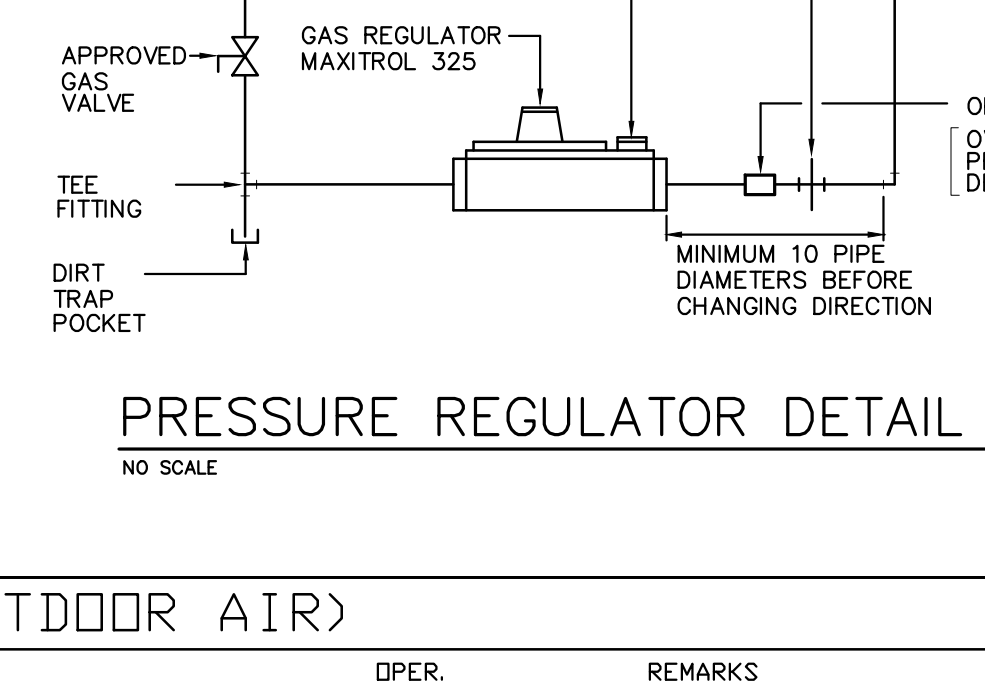 APPROVED
GAS
VALVE
GAS REGULATOR
MAXITROL 325
TEE
FITTING
DIRT
TRAP
POCKET
MINIMUM 10 PIPE
DIAMETERS BEFORE
CHANGING DIRECTION
PRESSURE REGULATOR DETAIL
NO SCALE
TDOOR AIR)
OPER. REMARKS